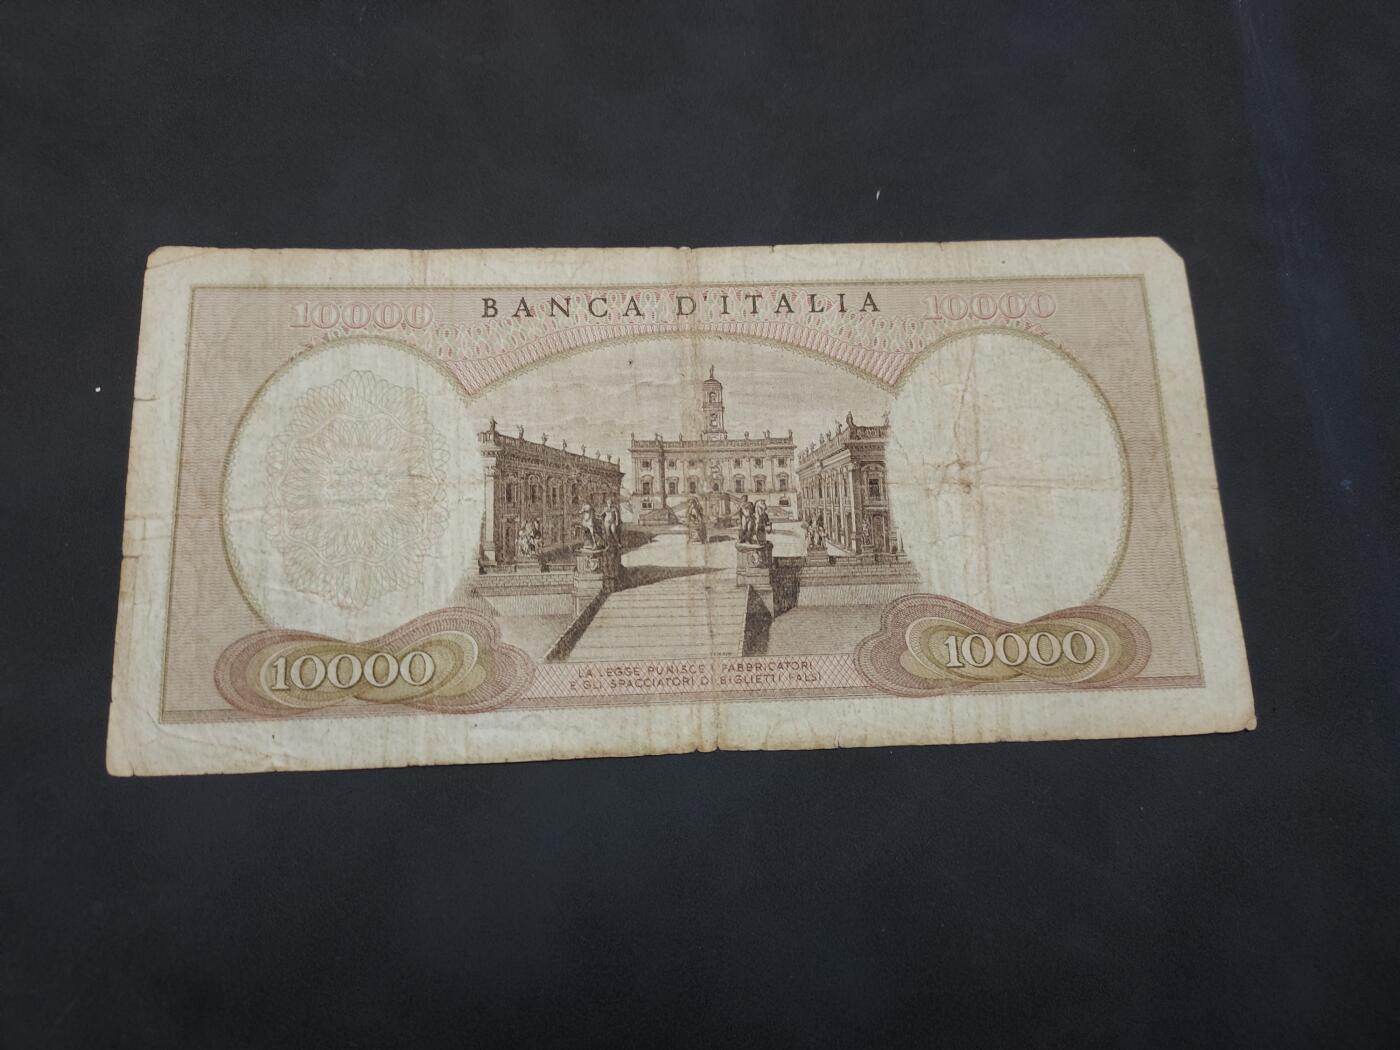 10000 BANCA D'ITALIA 10000
10000 10000
LA LEGGE PUNISCE I FABBRICATORI
E GLI SPACCIATORI DI BIGLIETTI FALSI